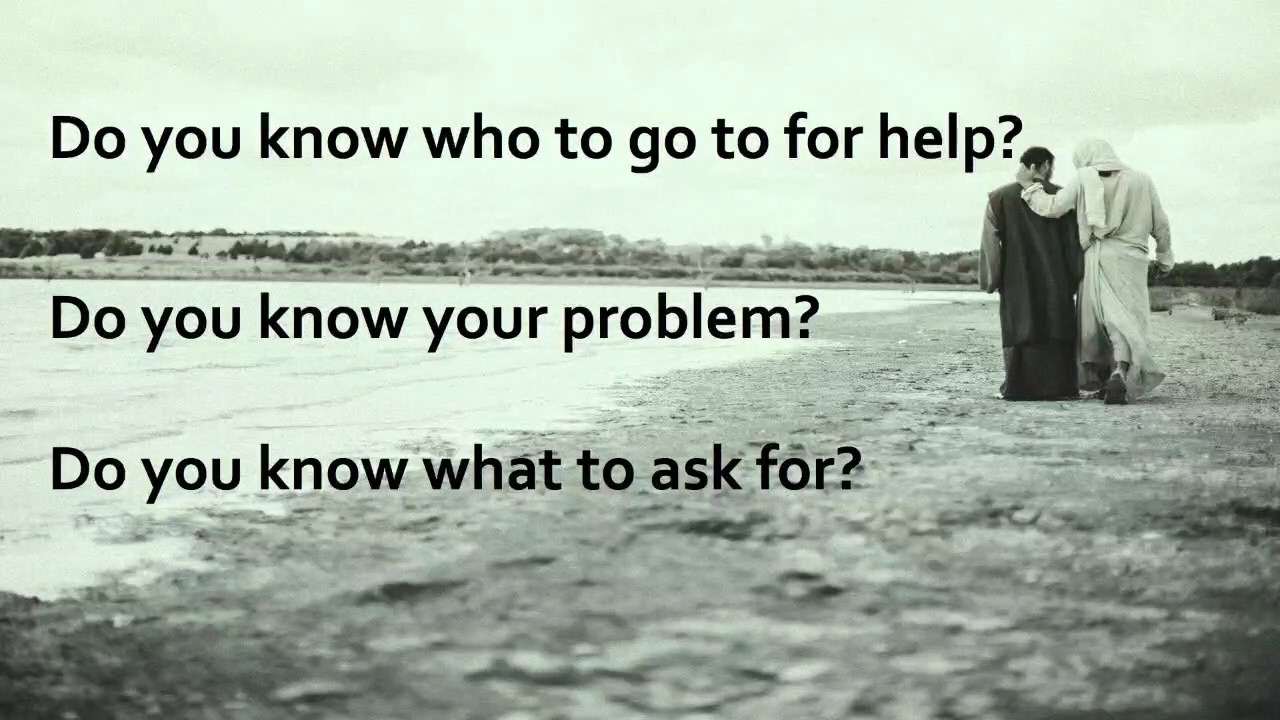 Do you know who to go to for help?
Do you know your problem?
Do you know what to ask for?